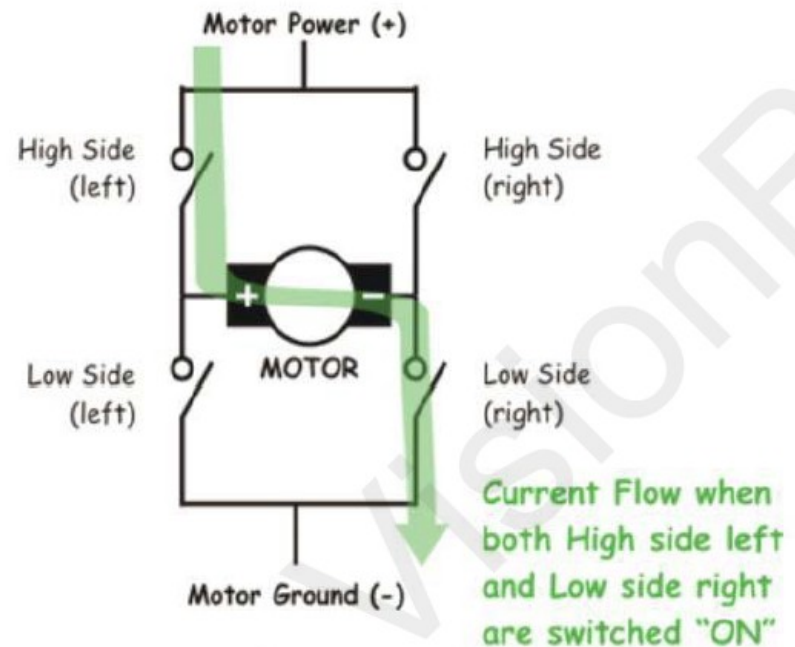 Motor Power (+)
High Side
(left)
High Side
(right)
+
−
MOTOR
Low Side
(left)
Low Side
(right)
Current Flow when
both High side left
and Low side right
are switched "ON"
Motor Ground (-)